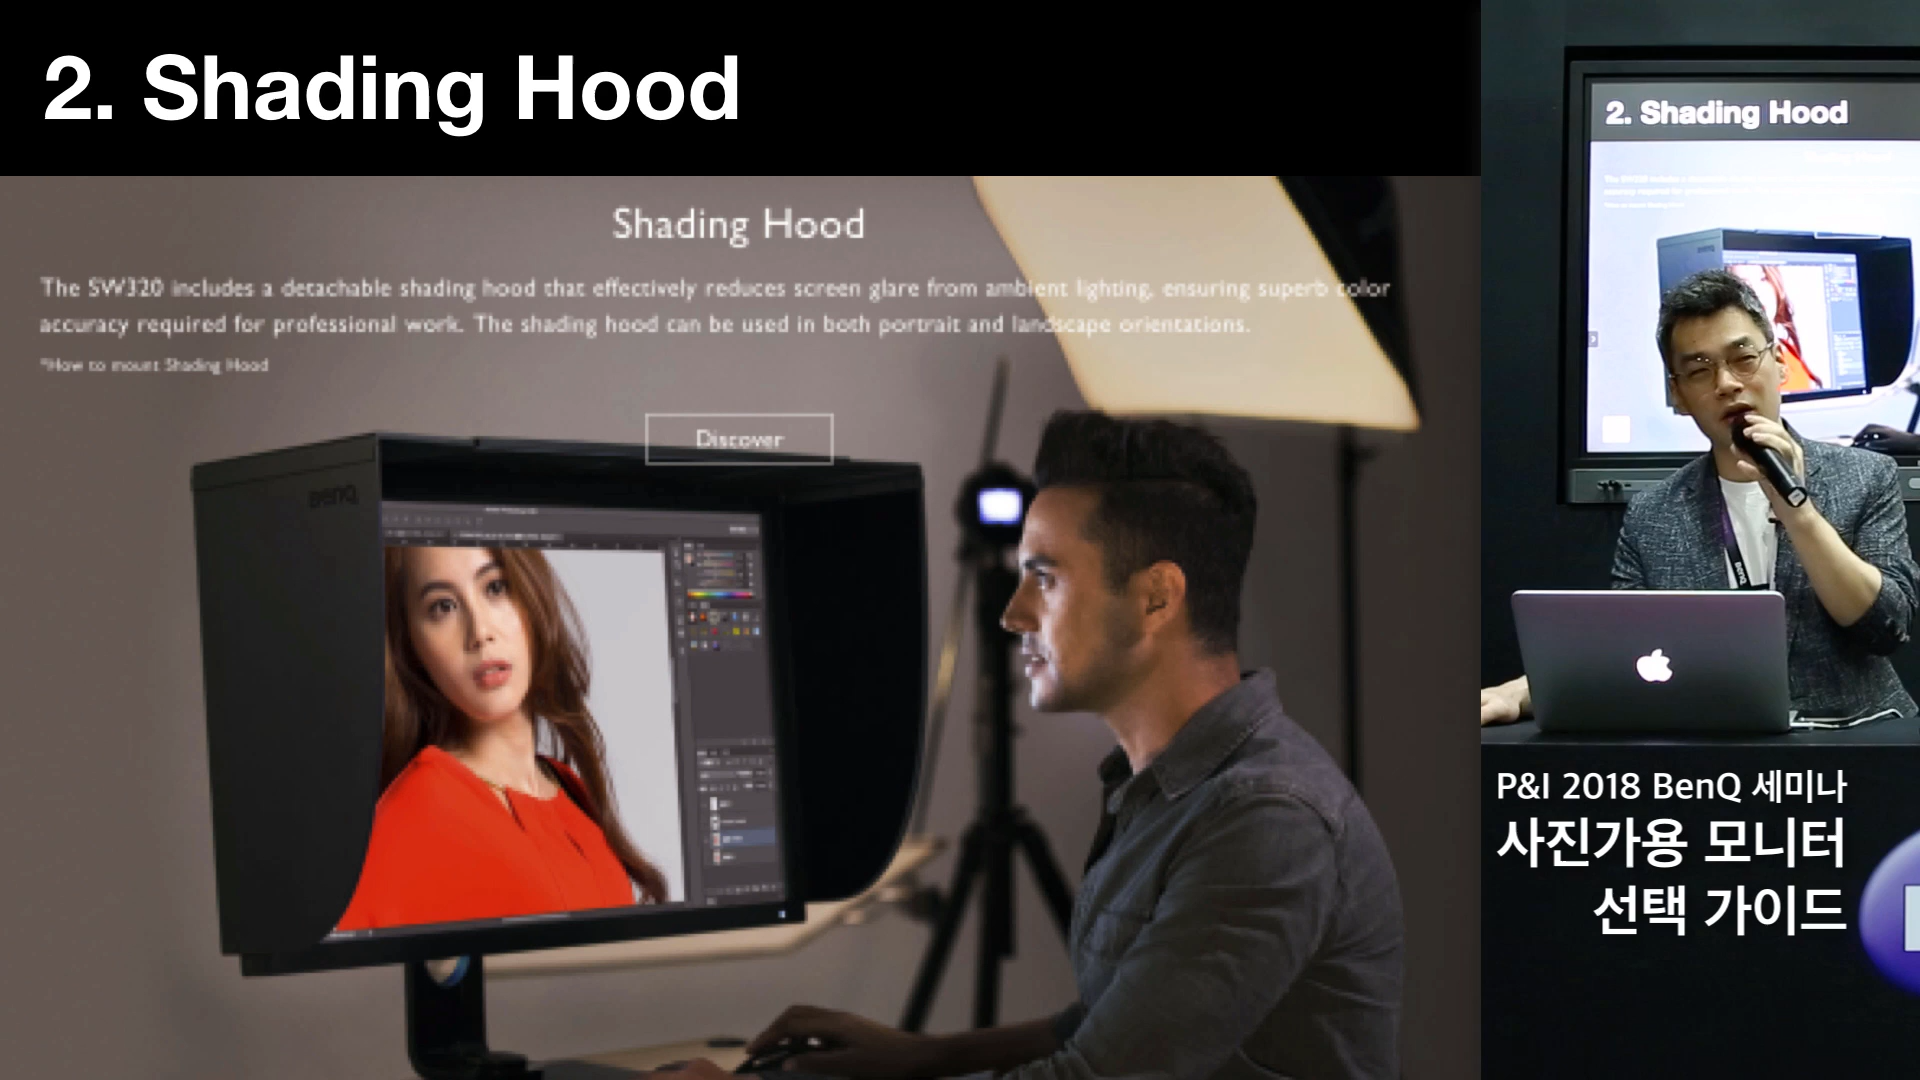 2. Shading Hood
Shading Hood
The SW320 includes a detachable shading hood that effectively reduces screen glare from ambient lighting, ensuring superb color
accuracy required for professional work. The shading hood can be used in both portrait and landscape orientations.
*How to mount Shading Hood
Discover
BenQ
2. Shading Hood
BenQ
P&I 2018 BenQ 세미나
사진가용 모니터
선택 가이드